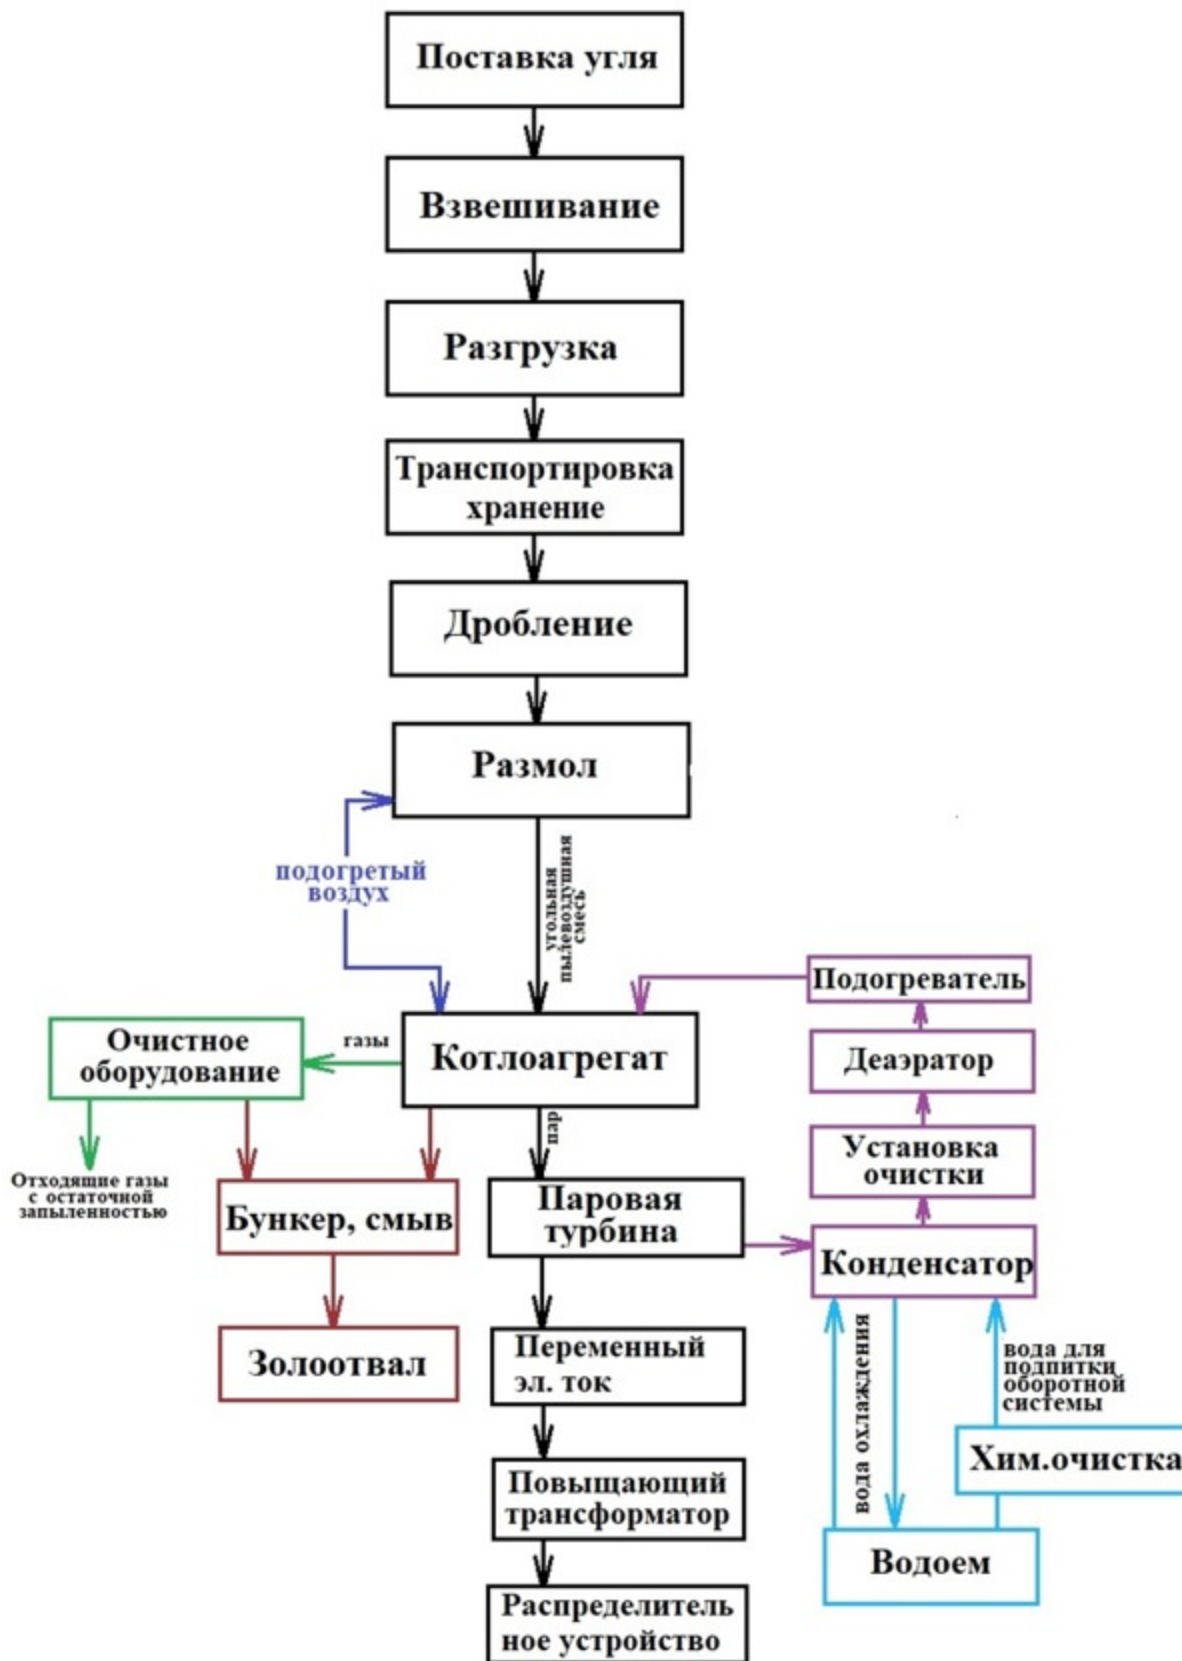 Поставка угля
Взвешивание
Разгрузка
Транспортировка
хранение
Дробление
Размол
подогретый
воздух
угольная
пылевоздушная
смесь
Подогреватель
Очистное
оборудование
газы
Котлоагрегат
Деаэратор
пар
Установка
очистки
Отходящие газы
с остаточной
запыленностью
Бункер, смыв
Паровая
турбина
Конденсатор
Золоотвал
Переменный
эл. ток
вода охлаждения
вода для
подпитки
оборотной
системы
Хим.очистка
Повыщающий
трансформатор
Водоем
Распределитель
ное устройство